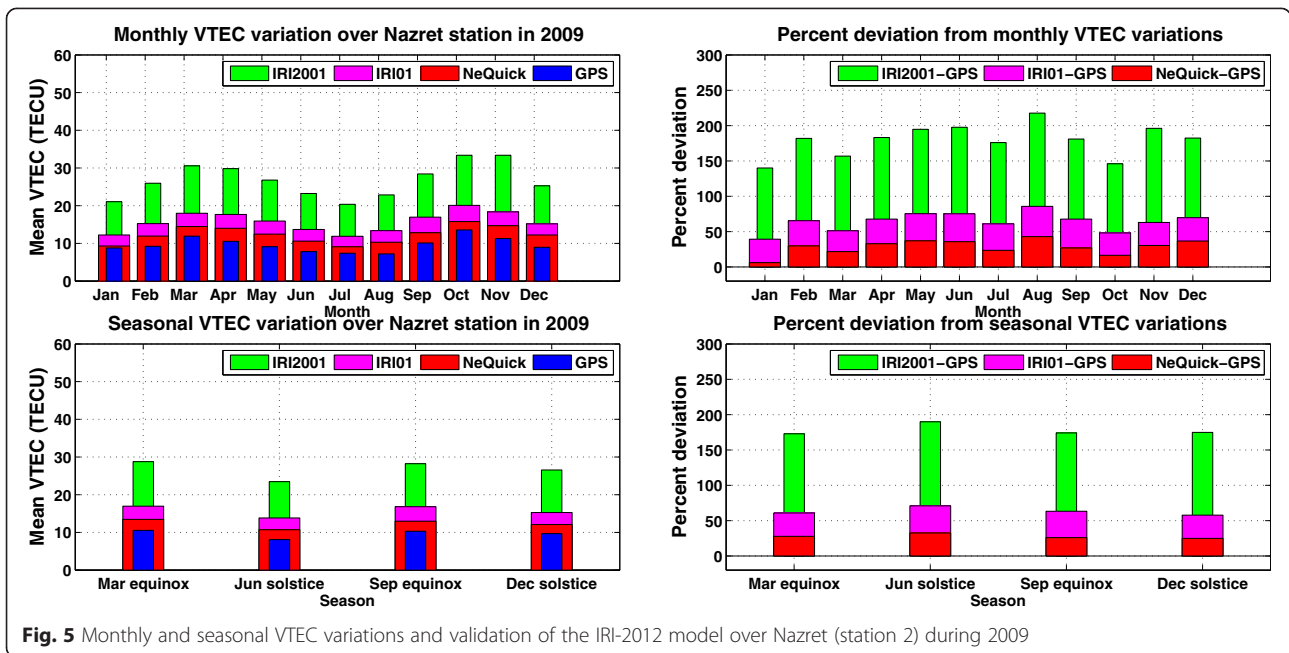 Monthly VTEC variation over Nazret station in 2009
60
50
40
30
20
10
0
Mean VTEC (TECU)
IRI2001 IRI01 NeQuick GPS
Jan Feb Mar Apr May Jun Jul Aug Sep Oct Nov Dec
Month
Percent deviation from monthly VTEC variations
300
250
200
150
100
50
0
Percent deviation
IRI2001-GPS IRI01-GPS NeQuick-GPS
Jan Feb Mar Apr May Jun Jul Aug Sep Oct Nov Dec
Month
Seasonal VTEC variation over Nazret station in 2009
60
50
40
30
20
10
0
Mean VTEC (TECU)
IRI2001 IRI01 NeQuick GPS
Mar equinox Jun solstice Sep equinox Dec solstice
Season
Percent deviation from seasonal VTEC variations
300
250
200
150
100
50
0
Percent deviation
IRI2001-GPS IRI01-GPS NeQuick-GPS
Mar equinox Jun solstice Sep equinox Dec solstice
Season
Fig. 5 Monthly and seasonal VTEC variations and validation of the IRI-2012 model over Nazret (station 2) during 2009